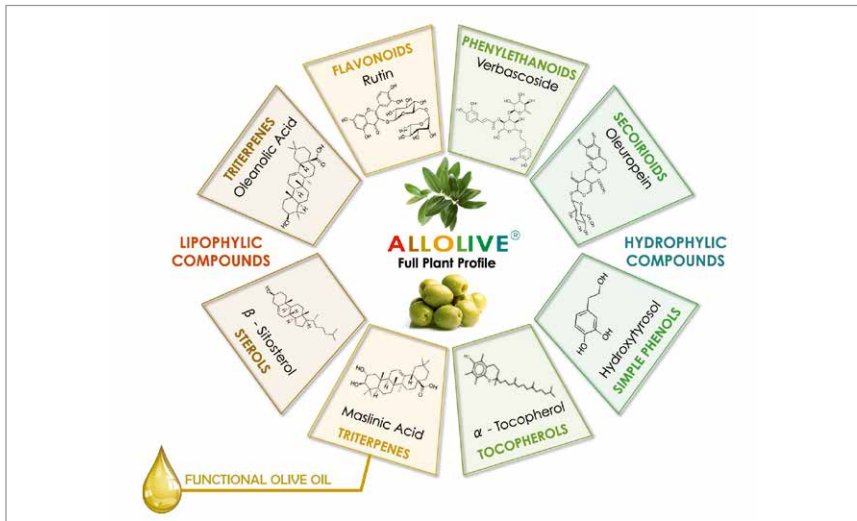 FLAVONOIDS
Rutin
PHENYLETHANOIDS
Verbascoside
TRITERPENES
Oleanolic Acid
SECOIRIOIDS
Oleuropein
LIPOPHYLIC
COMPOUNDS
ALLOLIVE®
Full Plant Profile
HYDROPHYLIC
COMPOUNDS
β - Sitosterol
STEROLS
Hydroxytyrosol
SIMPLE PHENOLS
Maslinic Acid
TRITERPENES
α - Tocopherol
TOCOPHEROLS
FUNCTIONAL OLIVE OIL